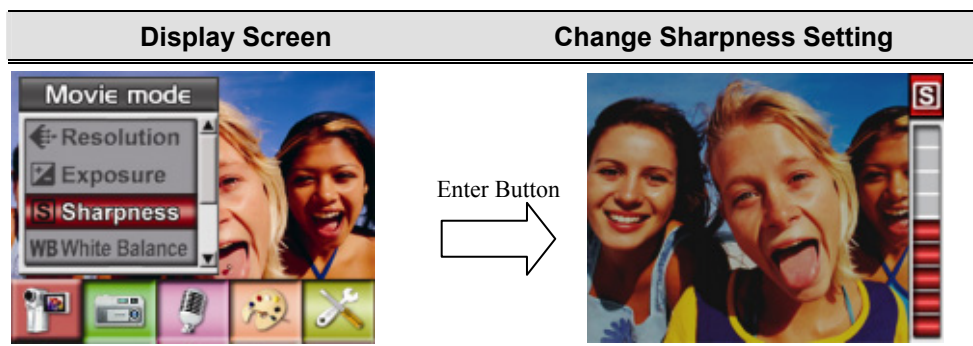 Display Screen
Change Sharpness Setting
Movie mode
Resolution
Exposure
S Sharpness
WB White Balance
Enter Button
S